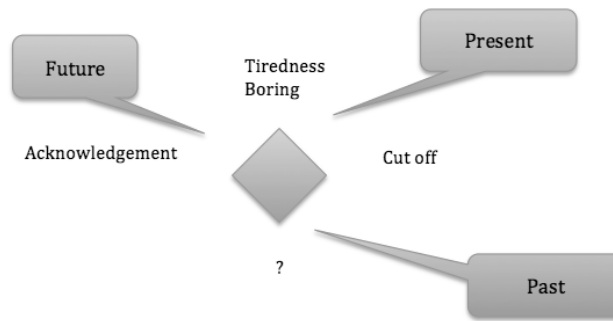 Present
Future
Tiredness
Boring
Acknowledgement
Cut off
?
Past